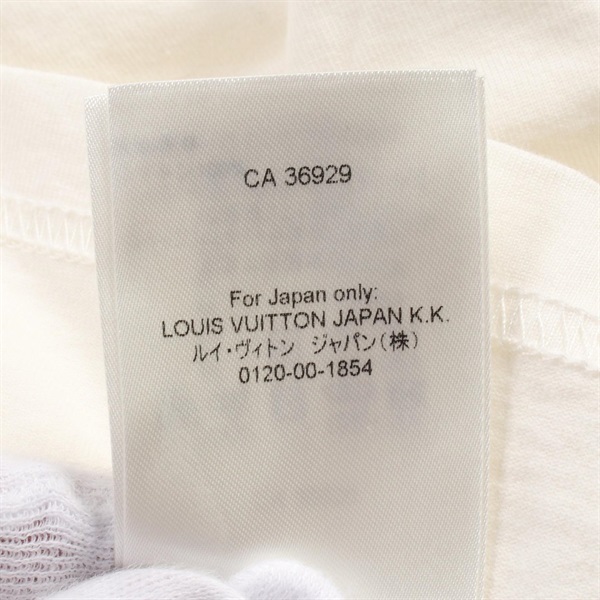 CA 36929
For Japan only:
LOUIS VUITTON JAPAN K.K.
ルイ・ヴィトン ジャパン(株)
0120-00-1854